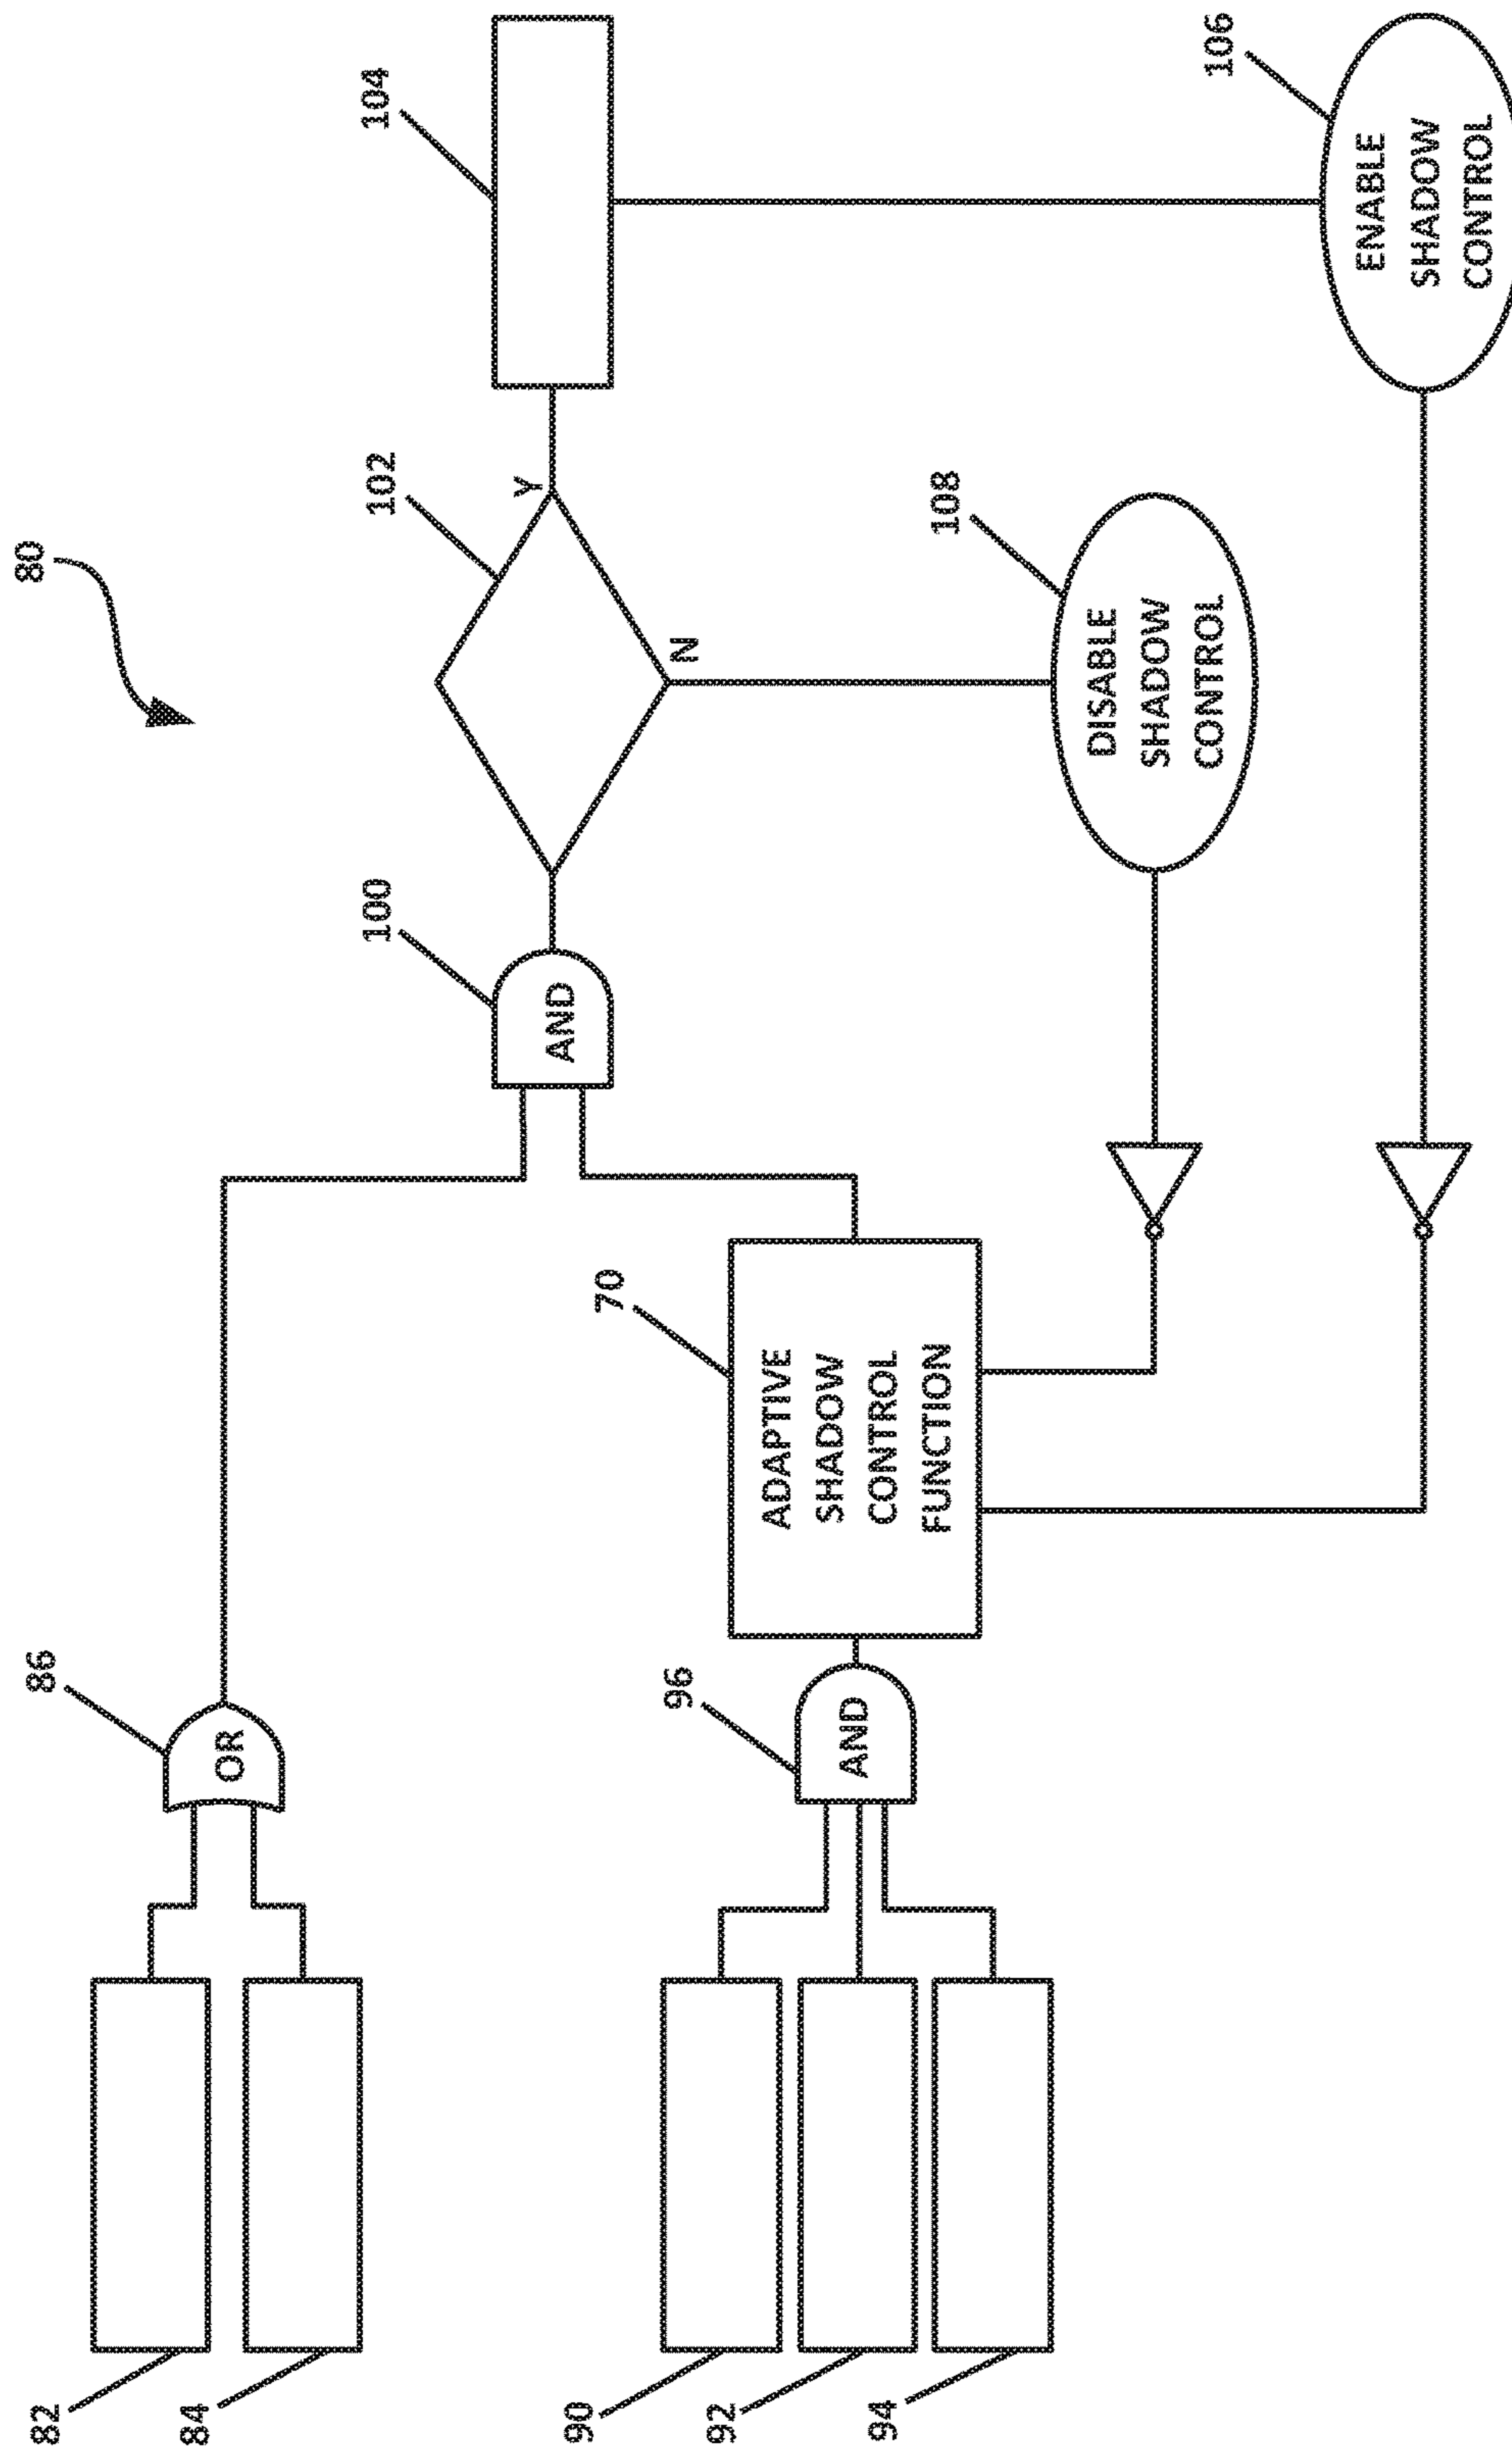 80
82
84
86
OR
90
92
94
96
AND
70
ADAPTIVE
SHADOW
CONTROL
FUNCTION
100
AND
102
Y
N
104
108
DISABLE
SHADOW
CONTROL
106
ENABLE
SHADOW
CONTROL